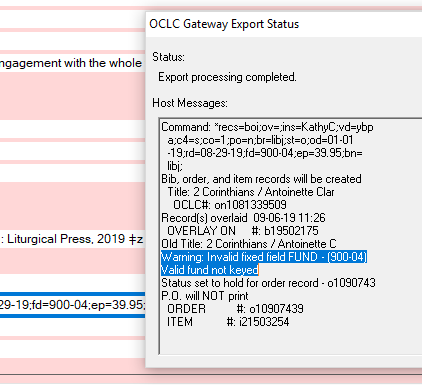 OCLC Gateway Export Status
Status:
Export processing completed.
Host Messages:
Command: *recs=boi;ov=;ins=KathyC;vd=ybp
a;c4=s;co=1;po=n;br=libj;st=o;od=01-01
-19;rd=08-29-19;fd=900-04;ep=39.95;bn=
libj;
Bib, order, and item records will be created
Title: 2 Corinthians / Antoinette Clar
OCLC#: on1081339509
Record(s) overlaid 09-06-19 11:26
OVERLAY ON #: b19502175
Old Title: 2 Corinthians / Antoinette C
Warning: Invalid fixed field FUND - (900-04)
Valid fund not keyed
Status set to hold for order record - o1090743
P.O. will NOT print
ORDER #: o10907439
ITEM #: i21503254
ngagement with the whole
: Liturgical Press, 2019 ‡z
29-19;fd=900-04;ep=39.95;